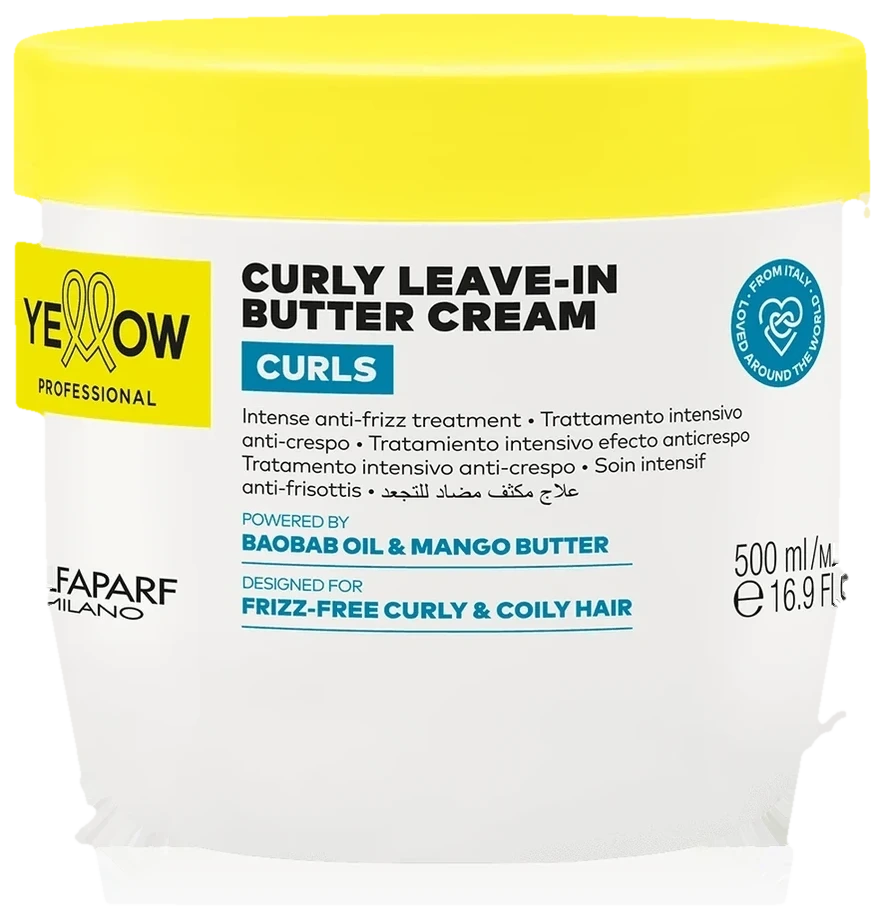 YELLOW
PROFESSIONAL
CURLY LEAVE-IN
BUTTER CREAM
CURLS
Intense anti-frizz treatment • Trattamento intensivo
anti-crespo • Tratamiento intensivo efecto anticrespo
Tratamento intensivo anti-crespo • Soin intensif
anti-frisottis • علاج مكثف مضاد للتجعد
POWERED BY
BAOBAB OIL & MANGO BUTTER
DESIGNED FOR
FRIZZ-FREE CURLY & COILY HAIR
• FROM ITALY •
LOVED AROUND THE WORLD
LFAPARF
MILANO
500 ml/
℮ 16.9